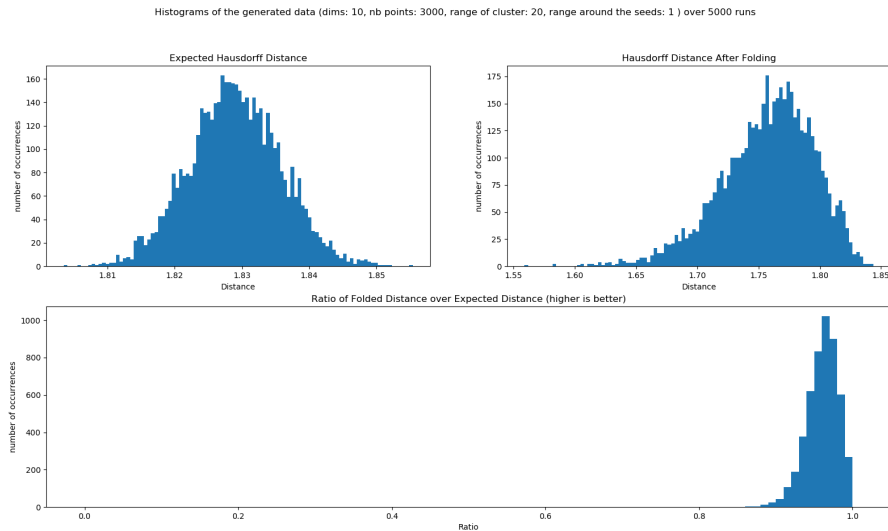 Histograms of the generated data (dims: 10, nb points: 3000, range of cluster: 20, range around the seeds: 1 ) over 5000 runs
Expected Hausdorff Distance
160
140
120
100
80
60
40
20
0
number of occurrences
1.81 1.82 1.83 1.84 1.85
Distance
Hausdorff Distance After Folding
175
150
125
100
75
50
25
0
number of occurrences
1.55 1.60 1.65 1.70 1.75 1.80 1.85
Distance
Ratio of Folded Distance over Expected Distance (higher is better)
1000
800
600
400
200
0
number of occurrences
0.0 0.2 0.4 0.6 0.8 1.0
Ratio